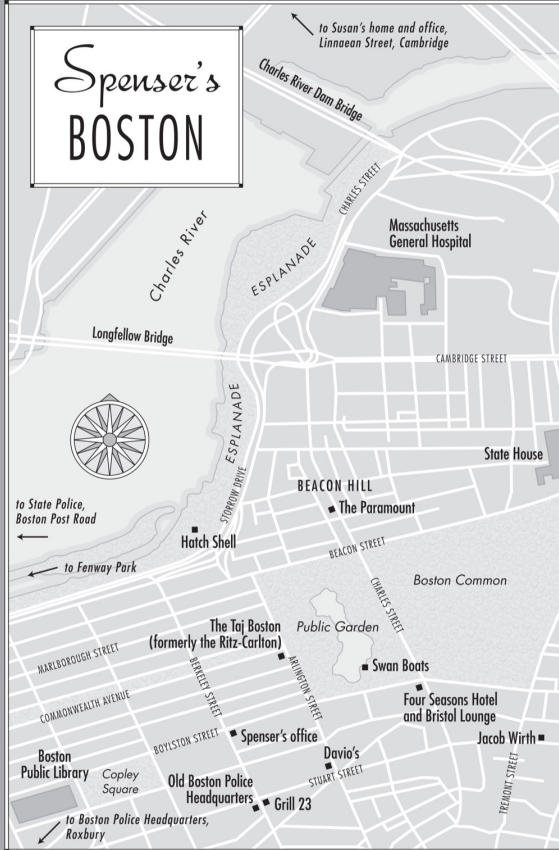 Spenser's
BOSTON
to Susan's home and office,
Linnaean Street, Cambridge
Charles River Dam Bridge
CHARLES STREET
Massachusetts
General Hospital
Charles River
ESPLANADE
Longfellow Bridge
CAMBRIDGE STREET
ESPLANADE
STORROW DRIVE
State House
BEACON HILL
The Paramount
to State Police,
Boston Post Road
Hatch Shell
BEACON STREET
to Fenway Park
Boston Common
CHARLES STREET
The Taj Boston
(formerly the Ritz-Carlton)
Public Garden
MARLBOROUGH STREET
Swan Boats
BERKELEY STREET
ARLINGTON STREET
COMMONWEALTH AVENUE
Four Seasons Hotel
and Bristol Lounge
BOYLSTON STREET
Spenser's office
Jacob Wirth
Davio's
STUART STREET
TREMONT STREET
Boston
Public Library
Copley
Square
Old Boston Police
Headquarters
Grill 23
to Boston Police Headquarters,
Roxbury